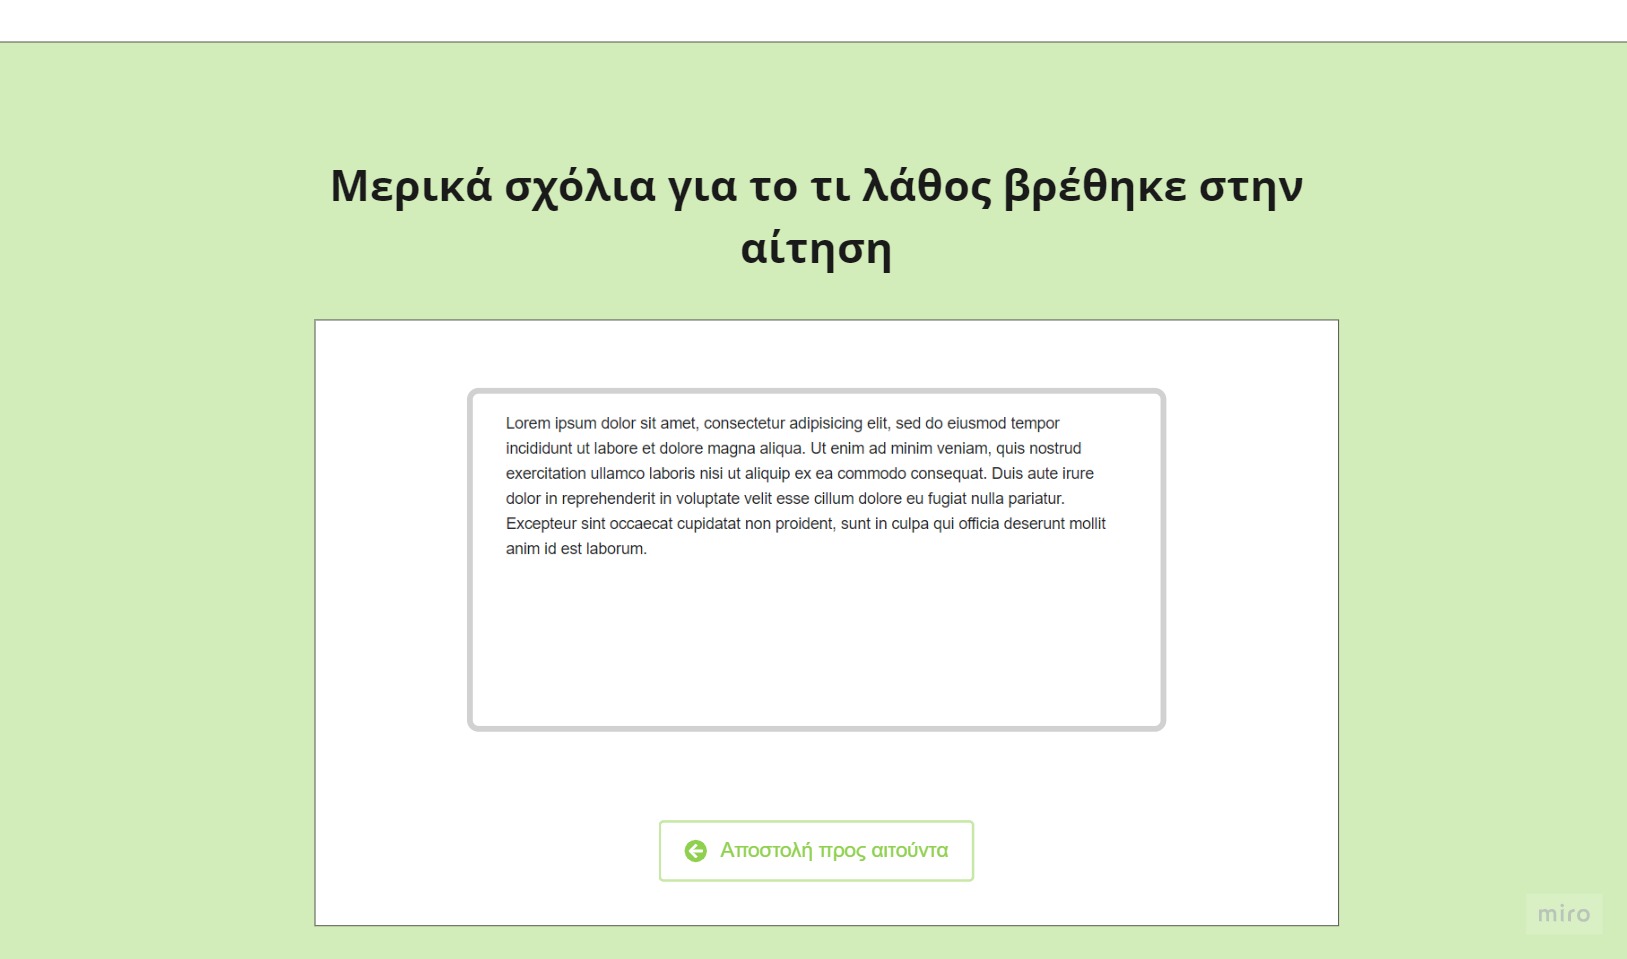 Μερικά σχόλια για το τι λάθος βρέθηκε στην
αίτηση
Lorem ipsum dolor sit amet, consectetur adipisicing elit, sed do eiusmod tempor
incididunt ut labore et dolore magna aliqua. Ut enim ad minim veniam, quis nostrud
exercitation ullamco laboris nisi ut aliquip ex ea commodo consequat. Duis aute irure
dolor in reprehenderit in voluptate velit esse cillum dolore eu fugiat nulla pariatur.
Excepteur sint occaecat cupidatat non proident, sunt in culpa qui officia deserunt mollit
anim id est laborum.
Αποστολή προς αιτούντα
miro